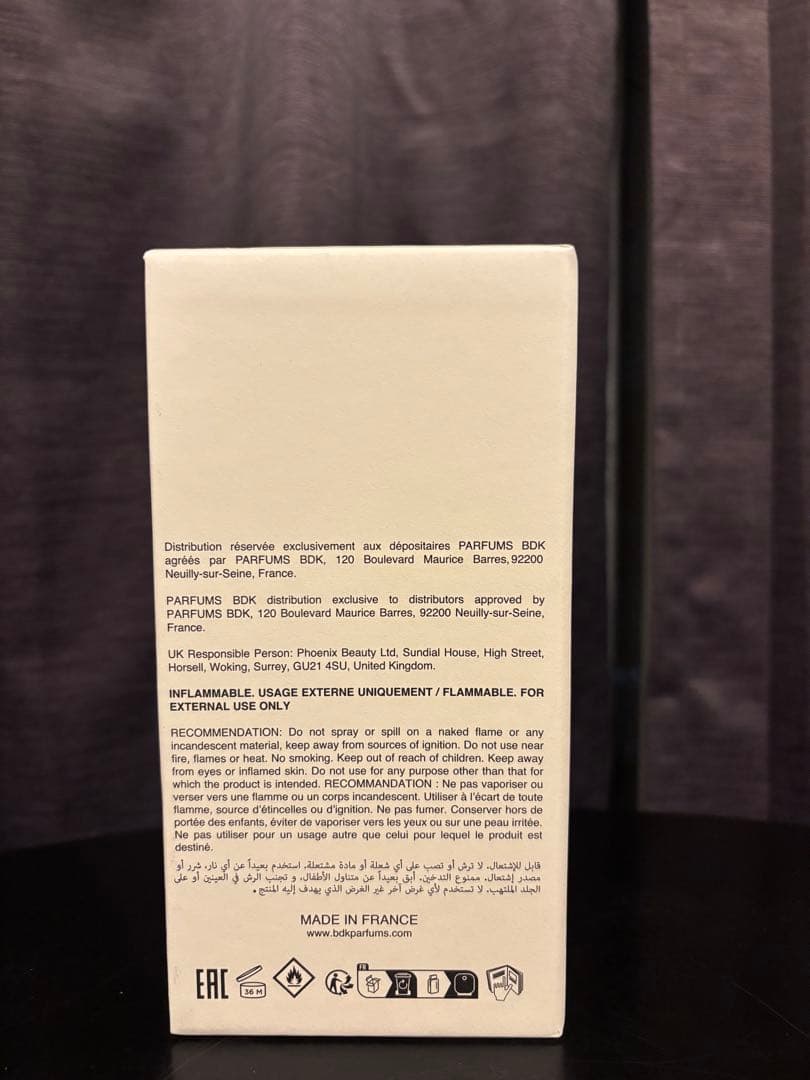 Distribution réservée exclusivement aux dépositaires PARFUMS BDK
agréés par PARFUMS BDK, 120 Boulevard Maurice Barres, 92200
Neuilly-sur-Seine, France.
PARFUMS BDK distribution exclusive to distributors approved by
PARFUMS BDK, 120 Boulevard Maurice Barres, 92200 Neuilly-sur-Seine,
France.
UK Responsible Person: Phoenix Beauty Ltd, Sundial House, High Street,
Horsell, Woking, Surrey, GU21 4SU, United Kingdom.
INFLAMMABLE. USAGE EXTERNE UNIQUEMENT / FLAMMABLE. FOR
EXTERNAL USE ONLY
RECOMMENDATION: Do not spray or spill on a naked flame or any
incandescent material, keep away from sources of ignition. Do not use near
fire, flames or heat. No smoking. Keep out of reach of children. Keep away
from eyes or inflamed skin. Do not use for any purpose other than that for
which the product is intended. RECOMMANDATION : Ne pas vaporiser ou
verser vers une flamme ou un corps incandescent. Utiliser à l'écart de toute
flamme, source d'étincelles ou d'ignition. Ne pas fumer. Conserver hors de
portée des enfants, éviter de vaporiser vers les yeux ou sur une peau irritée.
Ne pas utiliser pour un usage autre que celui pour lequel le produit est
destiné.
قابل للإشتعال. لا ترش أو تصب على أي شعلة أو مادة مشتعلة. استخدم بعيداً عن أي نار، شرر أو
مصدر إشتعال. ممنوع التدخين. أبق بعيداً عن متناول الأطفال، و تجنب الرش في العينين أو على
الجلد الملتهب. لا تستخدم لأي غرض آخر غير الغرض الذي يهدف إليه المنتج.
MADE IN FRANCE
www.bdkparfums.com
EAC 36 M FR